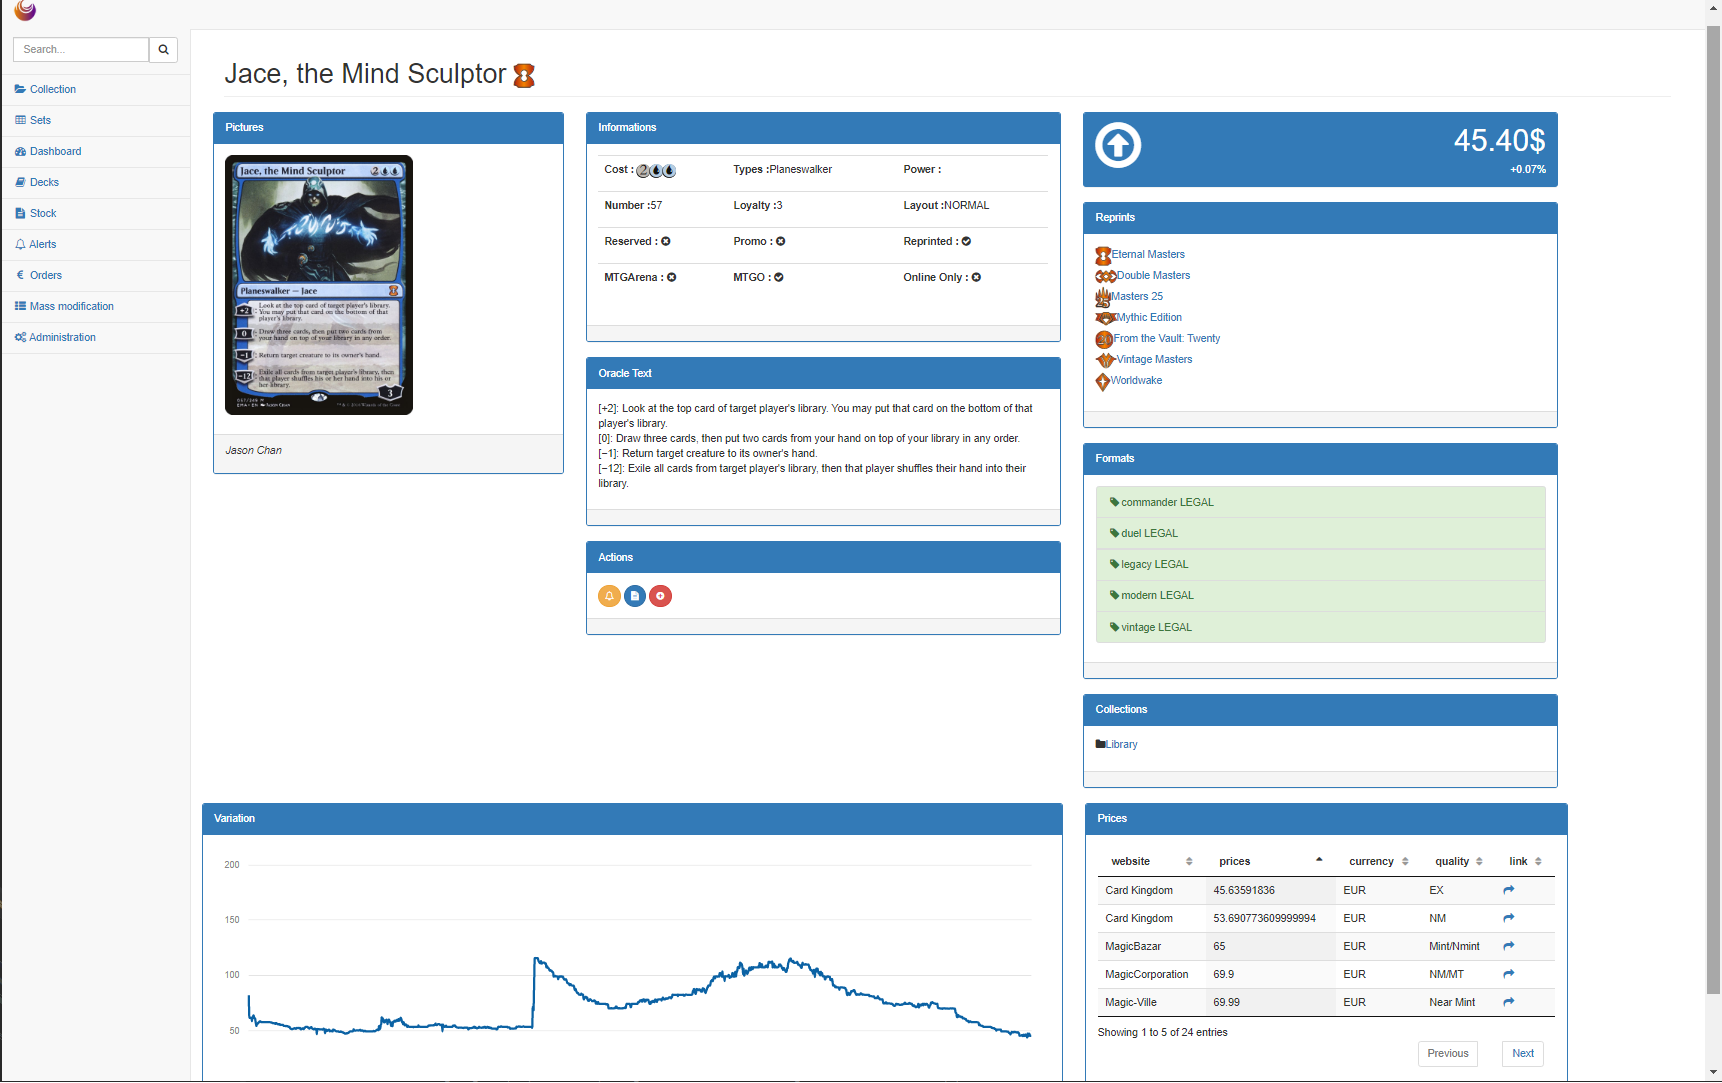 Search...
Collection
Sets
Dashboard
Decks
Stock
Alerts
Orders
Mass modification
Administration
Jace, the Mind Sculptor
Pictures
Jace, the Mind Sculptor 2
Planeswalker — Jace
+2: Look at the top card of target player's library.
You may put that card on the bottom of that
player's library.
0: Draw three cards, then put two cards from
your hand on top of your library in any order.
−1: Return target creature to its owner's hand.
−12: Exile all cards from target player's library, then
that player shuffles his or her hand into his or
her library.
3
Jason Chan
Informations
Cost : 2 Types :Planeswalker Power :
Number :57 Loyalty :3 Layout :NORMAL
Reserved : Promo : Reprinted :
MTGArena : MTGO : Online Only :
Oracle Text
[+2]: Look at the top card of target player's library. You may put that card on the bottom of that
player's library.
[0]: Draw three cards, then put two cards from your hand on top of your library in any order.
[−1]: Return target creature to its owner's hand.
[−12]: Exile all cards from target player's library, then that player shuffles their hand into their
library.
Actions
45.40$
+0.07%
Reprints
Eternal Masters
Double Masters
Masters 25
Mythic Edition
From the Vault: Twenty
Vintage Masters
Worldwake
Formats
commander LEGAL
duel LEGAL
legacy LEGAL
modern LEGAL
vintage LEGAL
Collections
Library
Variation
200
150
100
50
Prices
website prices currency quality link
Card Kingdom 45.63591836 EUR EX
Card Kingdom 53.690773609999994 EUR NM
MagicBazar 65 EUR Mint/Nmint
MagicCorporation 69.9 EUR NM/MT
Magic-Ville 69.99 EUR Near Mint
Showing 1 to 5 of 24 entries
Previous Next